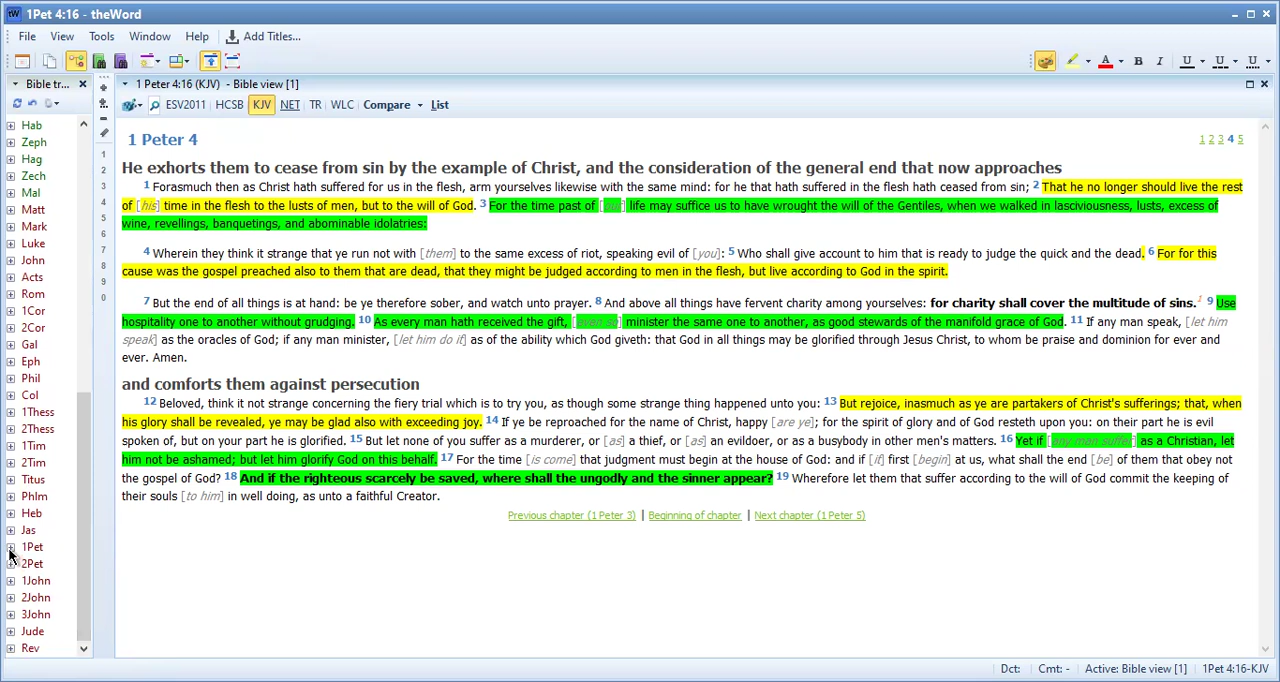 1Pet 4:16 - theWord
File View Tools Window Help Add Titles...
A B I U U U
Bible tr... 1 Peter 4:16 (KJV) - Bible view [1]
ESV2011 HCSB KJV NET TR WLC Compare List
Hab
Zeph
Hag
Zech
Mal
Matt
Mark
Luke
John
Acts
Rom
1Cor
2Cor
Gal
Eph
Phil
Col
1Thess
2Thess
1Tim
2Tim
Titus
Phlm
Heb
Jas
1Pet
2Pet
1John
2John
3John
Jude
Rev
1
2
3
4
5
6
7
8
9
0
1 Peter 4
1 2 3 4 5
He exhorts them to cease from sin by the example of Christ, and the consideration of the general end that now approaches
1 Forasmuch then as Christ hath suffered for us in the flesh, arm yourselves likewise with the same mind: for he that hath suffered in the flesh hath ceased from sin; 2 That he no longer should live the rest
of [his] time in the flesh to the lusts of men, but to the will of God. 3 For the time past of [our] life may suffice us to have wrought the will of the Gentiles, when we walked in lasciviousness, lusts, excess of
wine, revellings, banquetings, and abominable idolatries:
4 Wherein they think it strange that ye run not with [them] to the same excess of riot, speaking evil of [you]: 5 Who shall give account to him that is ready to judge the quick and the dead. 6 For for this
cause was the gospel preached also to them that are dead, that they might be judged according to men in the flesh, but live according to God in the spirit.
7 But the end of all things is at hand: be ye therefore sober, and watch unto prayer. 8 And above all things have fervent charity among yourselves: for charity shall cover the multitude of sins.1 9 Use
hospitality one to another without grudging. 10 As every man hath received the gift, [even so] minister the same one to another, as good stewards of the manifold grace of God. 11 If any man speak, [let him
speak] as the oracles of God; if any man minister, [let him do it] as of the ability which God giveth: that God in all things may be glorified through Jesus Christ, to whom be praise and dominion for ever and
ever. Amen.
and comforts them against persecution
12 Beloved, think it not strange concerning the fiery trial which is to try you, as though some strange thing happened unto you: 13 But rejoice, inasmuch as ye are partakers of Christ's sufferings; that, when
his glory shall be revealed, ye may be glad also with exceeding joy. 14 If ye be reproached for the name of Christ, happy [are ye]; for the spirit of glory and of God resteth upon you: on their part he is evil
spoken of, but on your part he is glorified. 15 But let none of you suffer as a murderer, or [as] a thief, or [as] an evildoer, or as a busybody in other men's matters. 16 Yet if [any man suffer] as a Christian, let
him not be ashamed; but let him glorify God on this behalf. 17 For the time [is come] that judgment must begin at the house of God: and if [it] first [begin] at us, what shall the end [be] of them that obey not
the gospel of God? 18 And if the righteous scarcely be saved, where shall the ungodly and the sinner appear? 19 Wherefore let them that suffer according to the will of God commit the keeping of
their souls [to him] in well doing, as unto a faithful Creator.
Previous chapter (1 Peter 3) | Beginning of chapter | Next chapter (1 Peter 5)
Dct: Cmt: - Active: Bible view [1] 1Pet 4:16-KJV